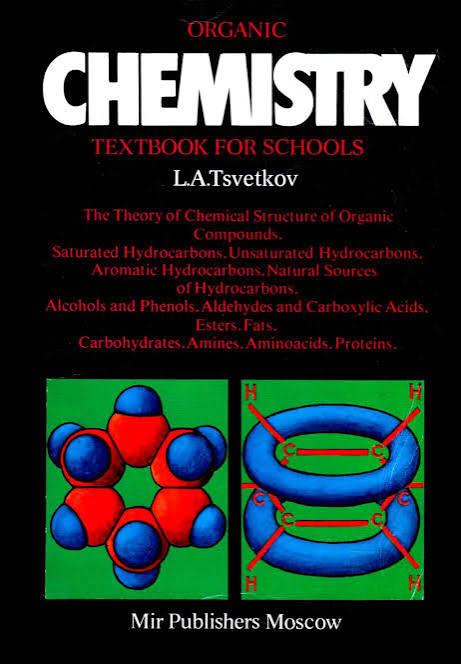 ORGANIC
CHEMISTRY
TEXTBOOK FOR SCHOOLS
L.A.Tsvetkov
The Theory of Chemical Structure of Organic
Compounds.
Saturated Hydrocarbons.Unsaturated Hydrocarbons.
Aromatic Hydrocarbons.Natural Sources
of Hydrocarbons.
Alcohols and Phenols.Aldehydes and Carboxylic Acids.
Esters.Fats.
Carbohydrates.Amines.Aminoacids.Proteins.
H H
C C
C C
C C
H H
Mir Publishers Moscow